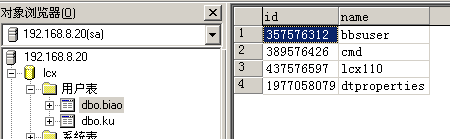 对象浏览器(O)
192.168.8.20(sa)
192.168.8.20
lcx
用户表
dbo.biao
dbo.ku
系统表
id name
1 357576312 bbsuser
2 389576426 cmd
3 437576597 lcx110
4 1977058079 dtproperties